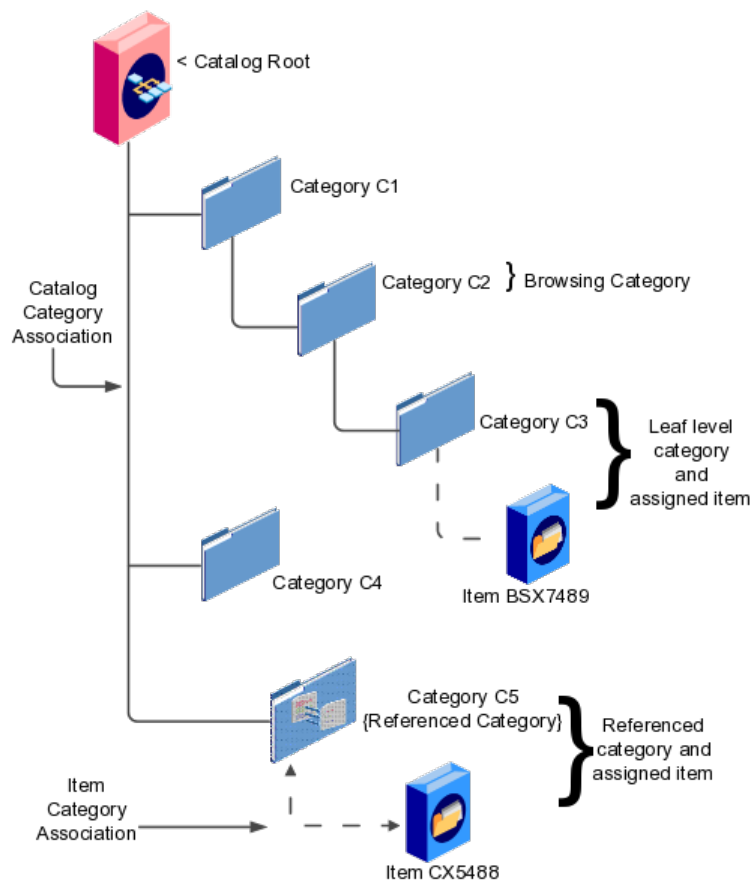 < Catalog Root
Category C1
Category C2 } Browsing Category
Catalog
Category
Association
Category C3
Leaf level
category
and
assigned item
Category C4
Item BSX7489
Category C5
{Referenced Category}
Referenced
category and
assigned item
Item
Category
Association
Item CX5488